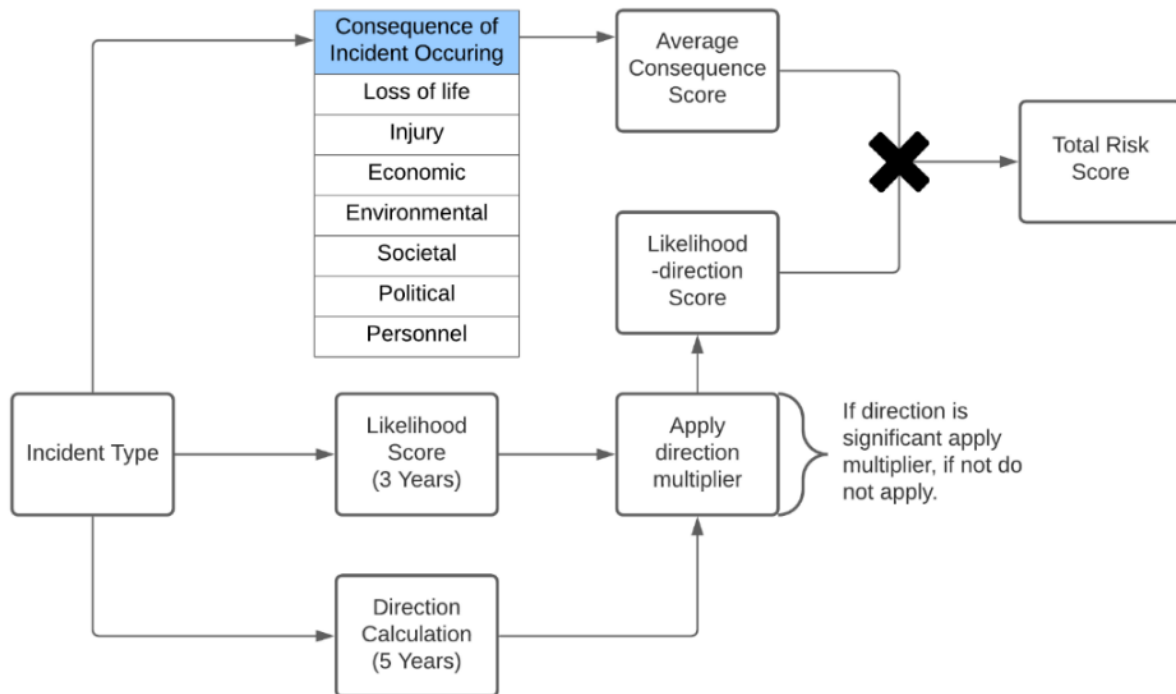 Consequence of
Incident Occuring
Loss of life
Injury
Economic
Environmental
Societal
Political
Personnel
Average
Consequence
Score
Total Risk
Score
Likelihood
-direction
Score
Incident Type
Likelihood
Score
(3 Years)
Apply
direction
multiplier
If direction is
significant apply
multiplier, if not do
not apply.
Direction
Calculation
(5 Years)